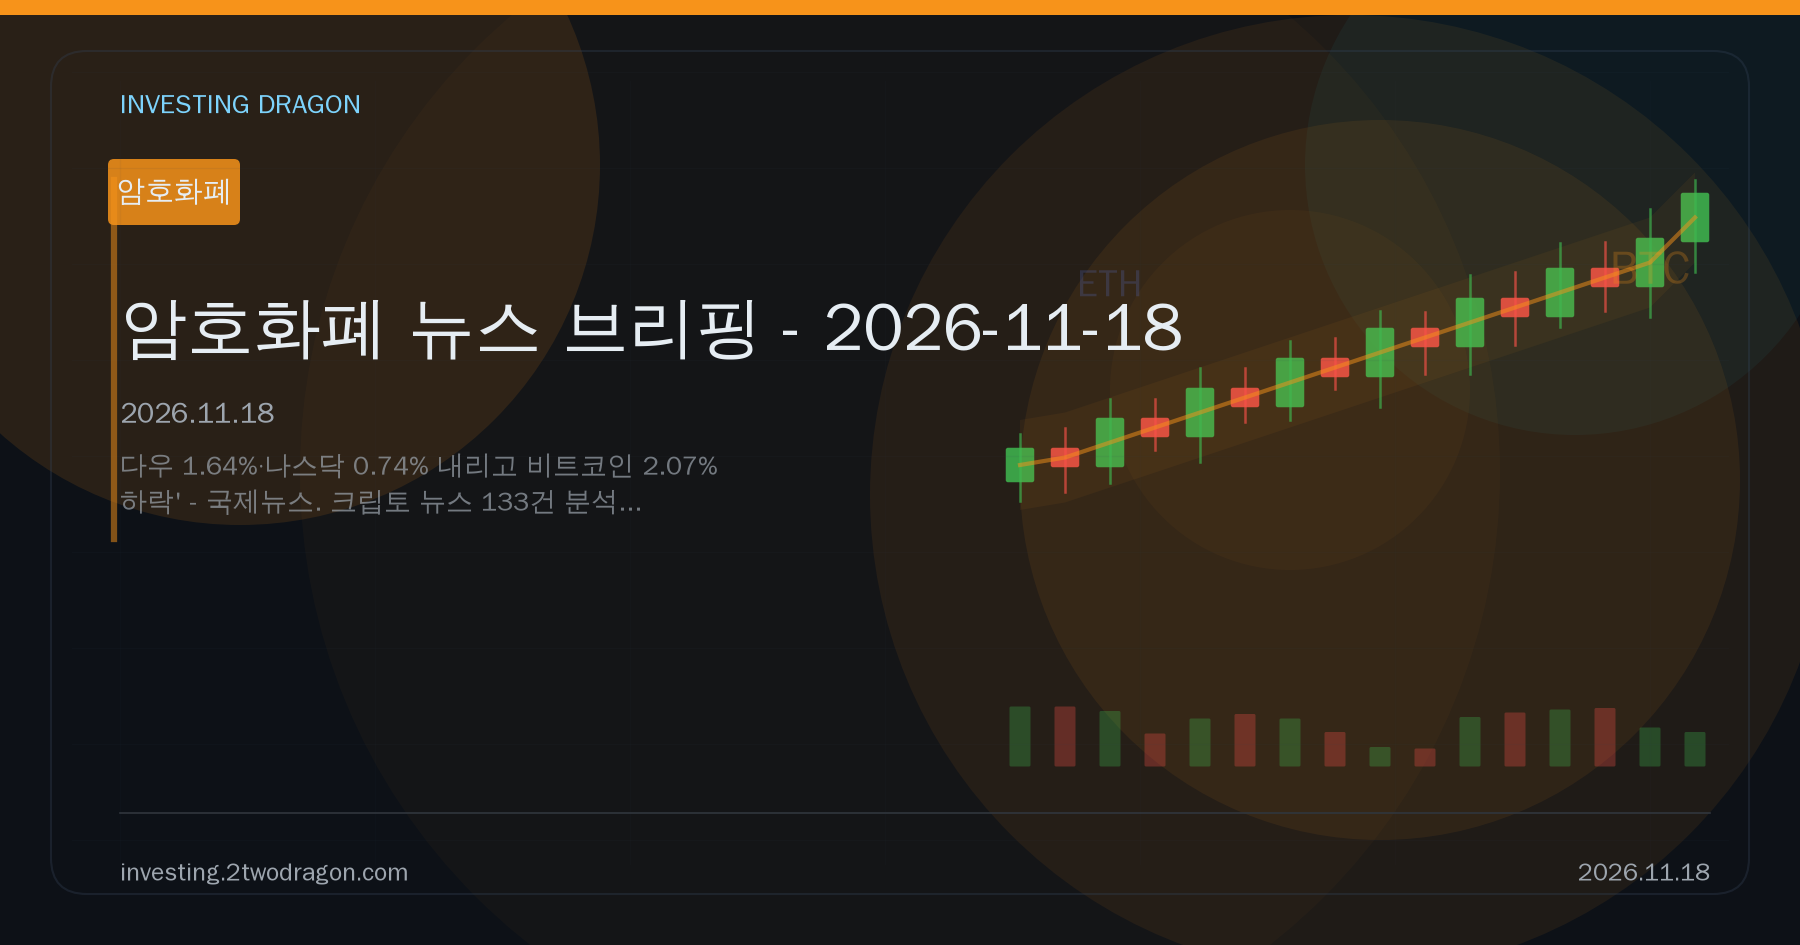 INVESTING DRAGON
암호화폐
ETH
BTC
암호화폐 뉴스 브리핑 - 2026-11-18
2026.11.18
다우 1.64%·나스닥 0.74% 내리고 비트코인 2.07%
하락' - 국제뉴스. 크립토 뉴스 133건 분석...
investing.2twodragon.com
2026.11.18